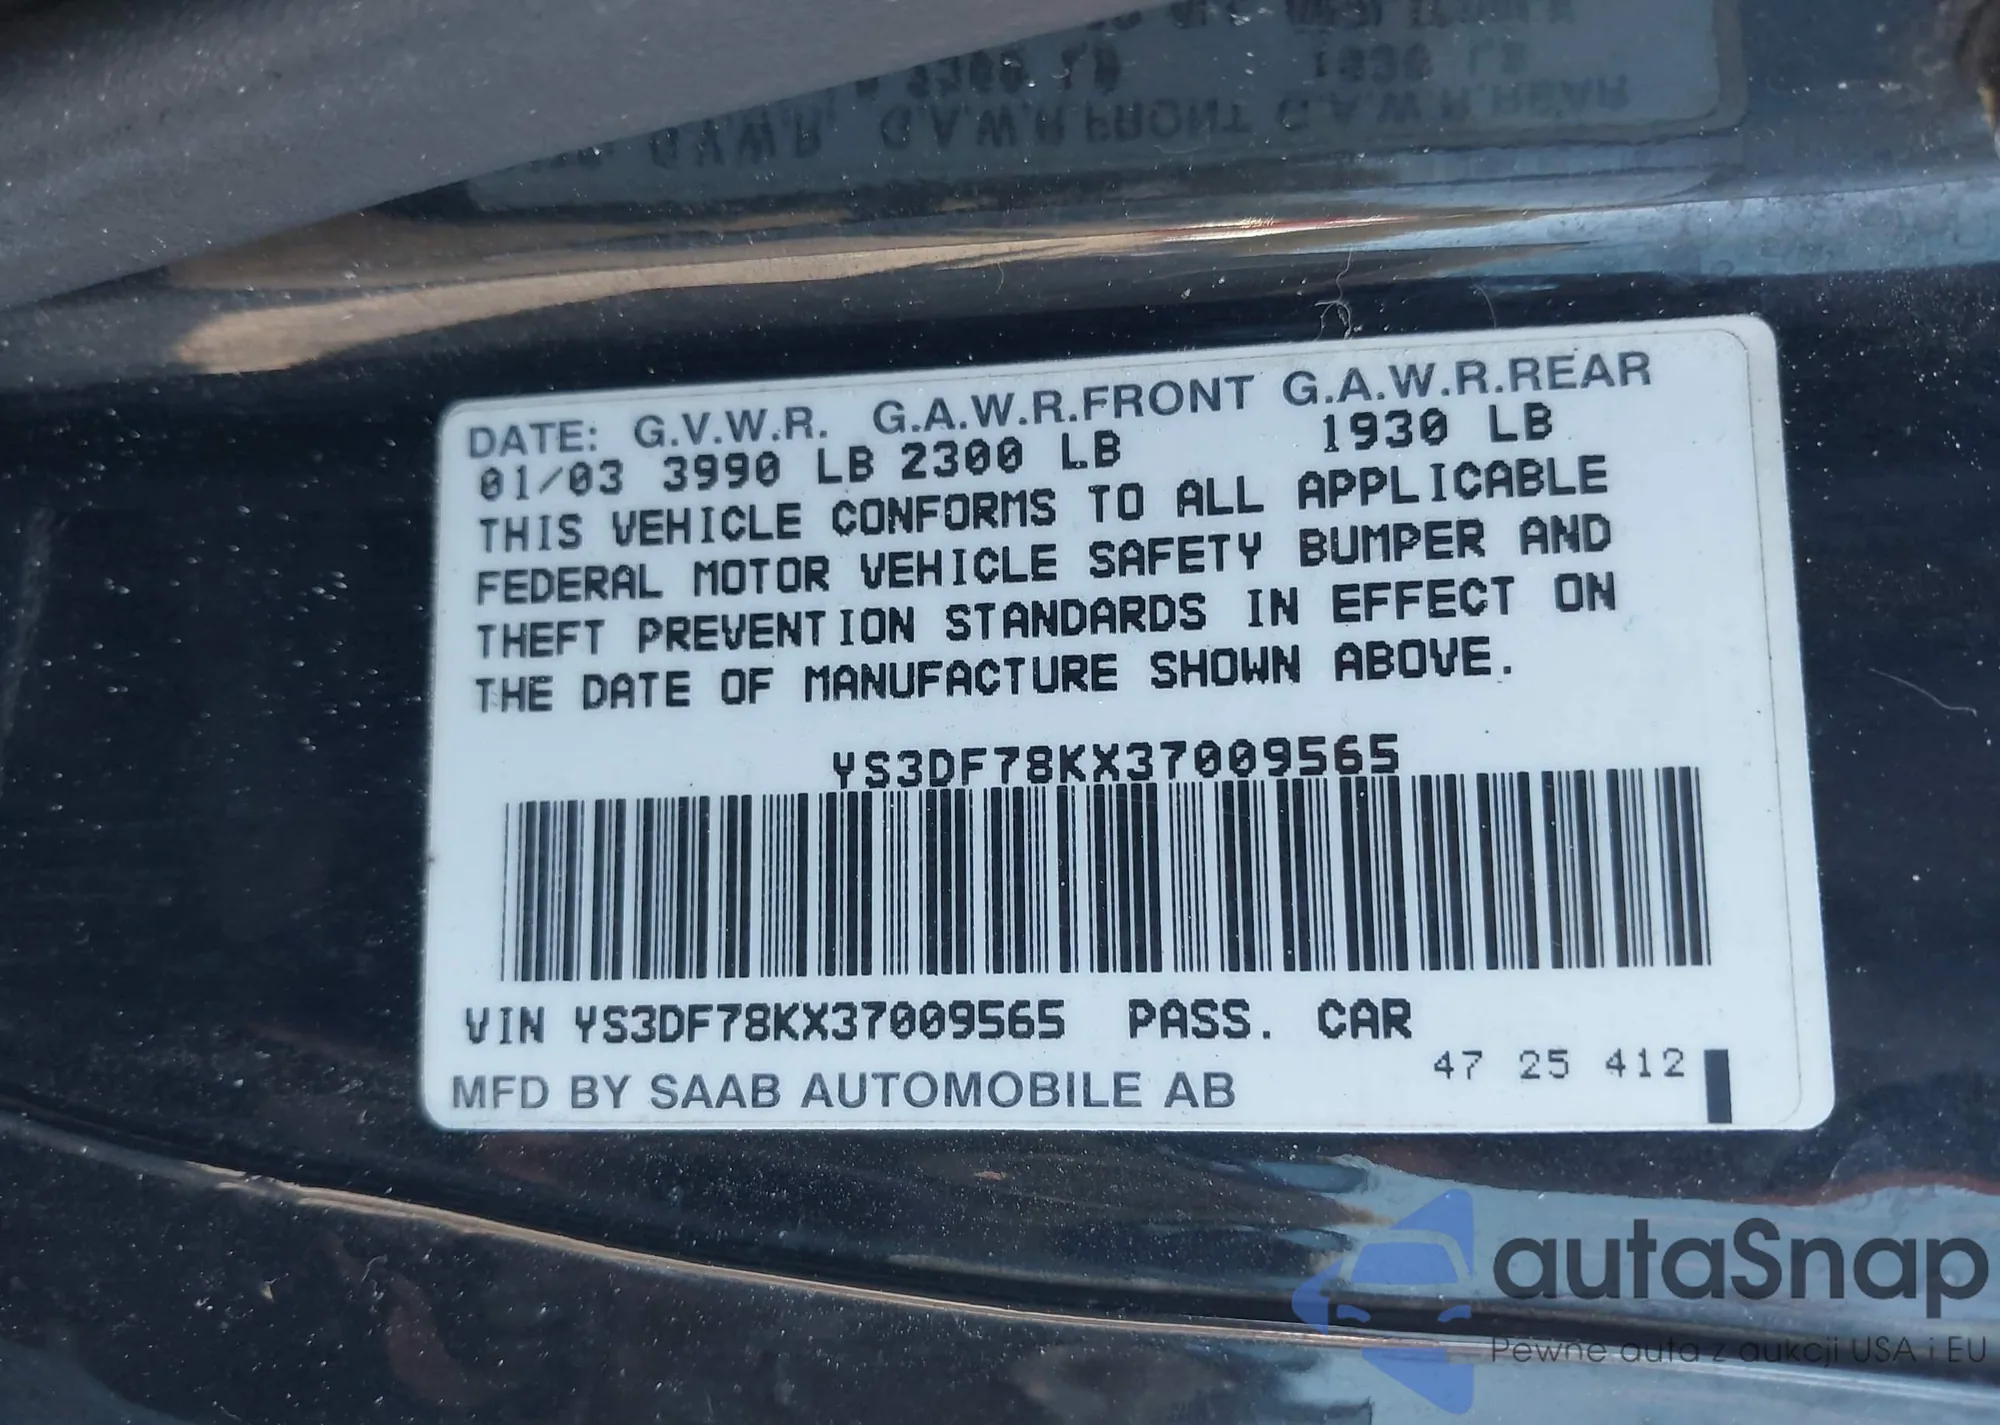 DATE: G.V.W.R. G.A.W.R.FRONT G.A.W.R.REAR
01/03 3990 LB 2300 LB 1930 LB
THIS VEHICLE CONFORMS TO ALL APPLICABLE
FEDERAL MOTOR VEHICLE SAFETY BUMPER AND
THEFT PREVENTION STANDARDS IN EFFECT ON
THE DATE OF MANUFACTURE SHOWN ABOVE.
YS3DF78KX37009565
VIN YS3DF78KX37009565 PASS. CAR
47 25 412
MFD BY SAAB AUTOMOBILE AB
autaSnap
Pewne auta z aukcji USA i EU